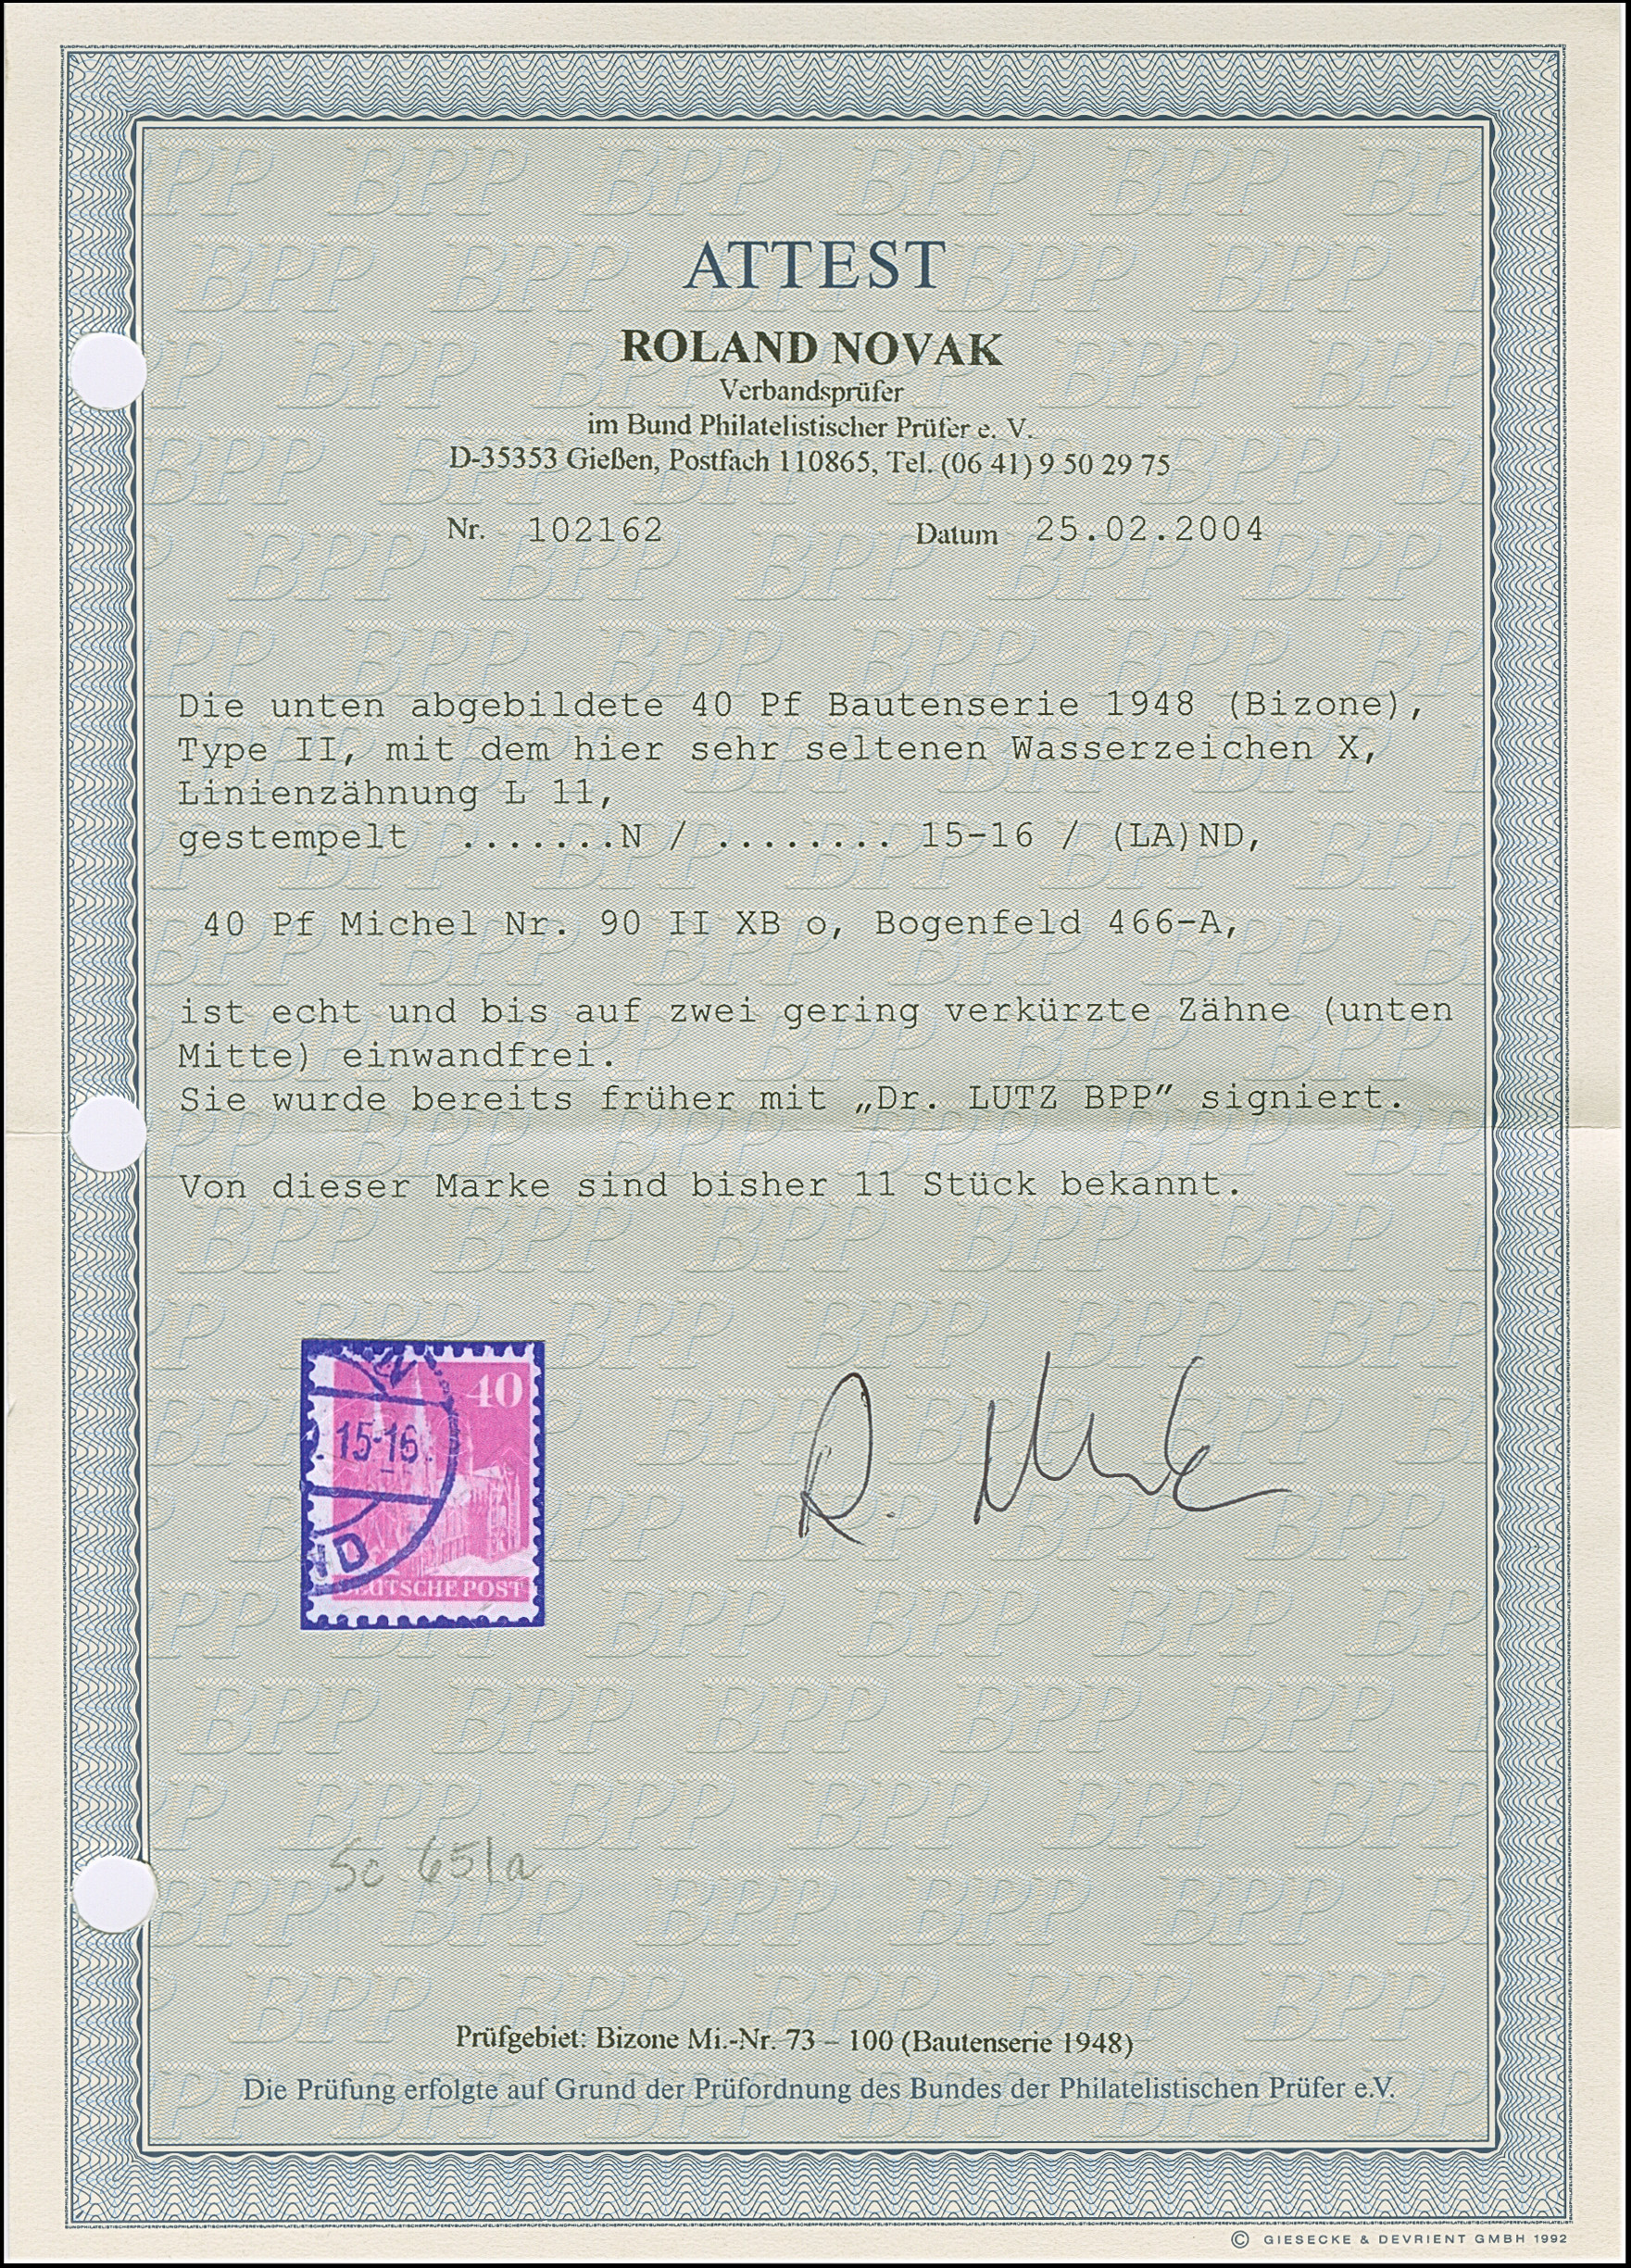 ATTEST
ROLAND NOVAK
Verbandsprüfer
im Bund Philatelistischer Prüfer e. V.
D-35353 Gießen, Postfach 110865, Tel. (06 41) 9 50 29 75
Nr. 102162 Datum 25.02.2004
Die unten abgebildete 40 Pf Bautenserie 1948 (Bizone),
Type II, mit dem hier sehr seltenen Wasserzeichen X,
Linienzähnung L 11,
gestempelt .......N / ........ 15-16 / (LA)ND,
40 Pf Michel Nr. 90 II XB o, Bogenfeld 466-A,
ist echt und bis auf zwei gering verkürzte Zähne (unten
Mitte) einwandfrei.
Sie wurde bereits früher mit „Dr. LUTZ BPP" signiert.
Von dieser Marke sind bisher 11 Stück bekannt.
N
40
15-16
D
DEUTSCHE POST
Sc 651a
Prüfgebiet: Bizone Mi.-Nr. 73 – 100 (Bautenserie 1948)
Die Prüfung erfolgte auf Grund der Prüfordnung des Bundes der Philatelistischen Prüfer e.V.
© GIESECKE & DEVRIENT GMBH 1992